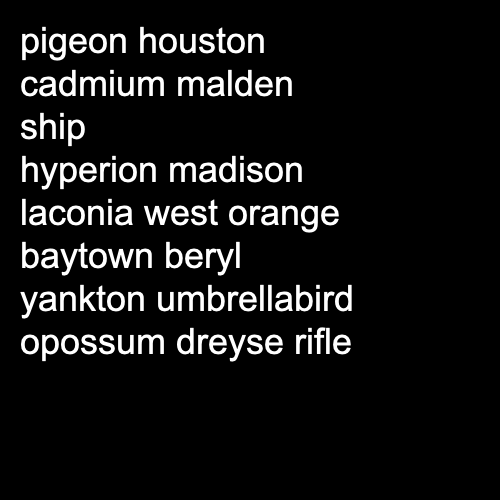 pigeon houston
cadmium malden
ship
hyperion madison
laconia west orange
baytown beryl
yankton umbrellabird
opossum dreyse rifle